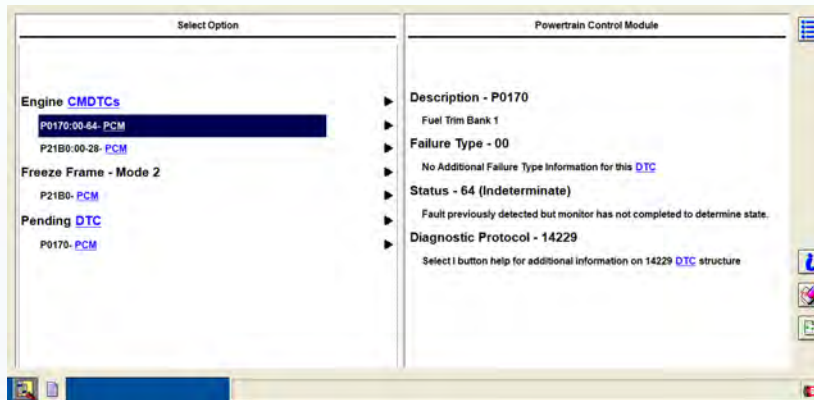 Select Option
Engine CMDTCs
P0170:00-64- PCM
P21B0:00-28- PCM
Freeze Frame - Mode 2
P21B0- PCM
Pending DTC
P0170- PCM
Powertrain Control Module
Description - P0170
Fuel Trim Bank 1
Failure Type - 00
No Additional Failure Type Information for this DTC
Status - 64 (Indeterminate)
Fault previously detected but monitor has not completed to determine state.
Diagnostic Protocol - 14229
Select I button help for additional information on 14229 DTC structure